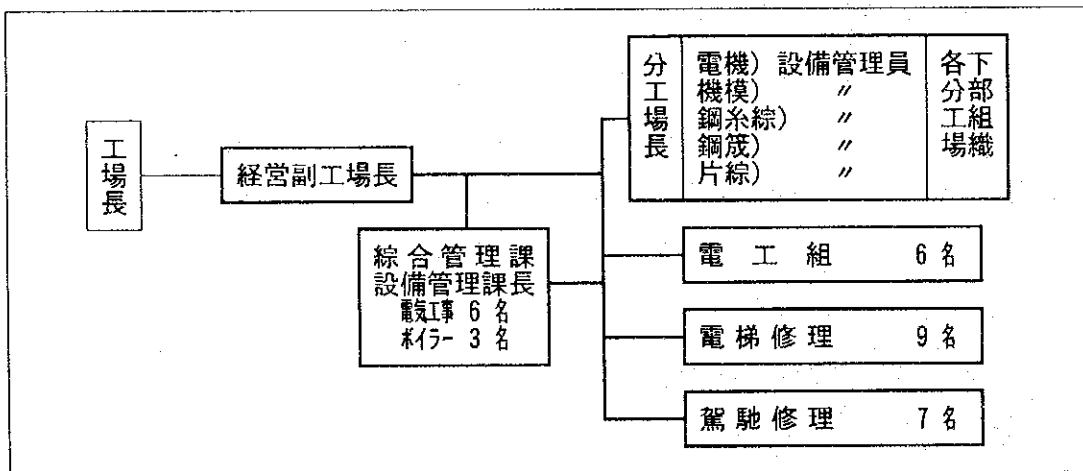 工場長
経営副工場長
綜合管理課
設備管理課長
電気工事 6 名
ボイラー 3 名
分工場長
電機) 設備管理員
機模) 〃
鋼糸綜) 〃
鋼筬) 〃
片綜) 〃
各分工場
下部組織
電工組 6 名
電梯修理 9 名
駕馳修理 7 名